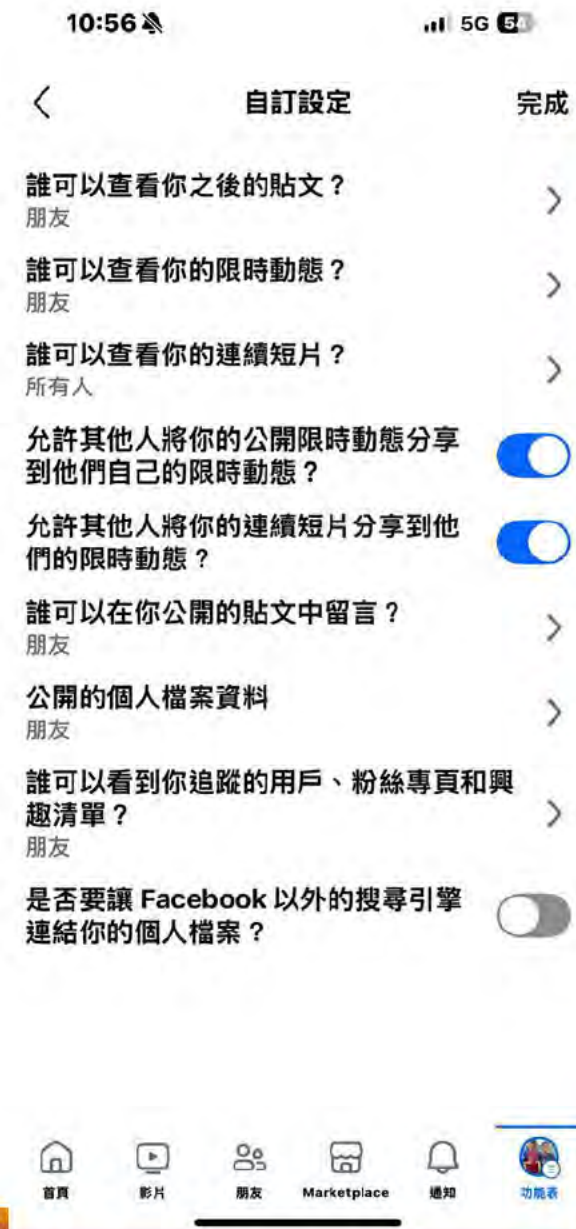 10:56
5G 54
自訂設定
完成
誰可以查看你之後的貼文？
朋友
誰可以查看你的限時動態？
朋友
誰可以查看你的連續短片？
所有人
允許其他人將你的公開限時動態分享
到他們自己的限時動態？
允許其他人將你的連續短片分享到他
們的限時動態？
誰可以在你公開的貼文中留言？
朋友
公開的個人檔案資料
朋友
誰可以看到你追蹤的用戶、粉絲專頁和興
趣清單？
朋友
是否要讓 Facebook 以外的搜尋引擎
連結你的個人檔案？
首頁
影片
朋友
Marketplace
通知
功能表